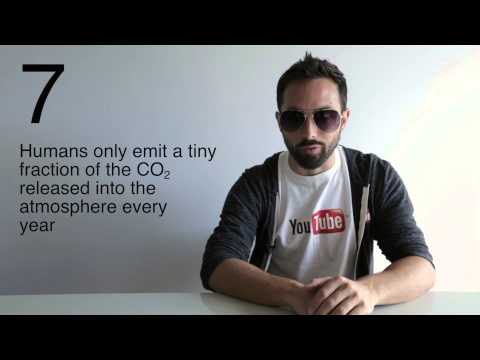 7
Humans only emit a tiny
fraction of the CO₂
released into the
atmosphere every
year
YouTube